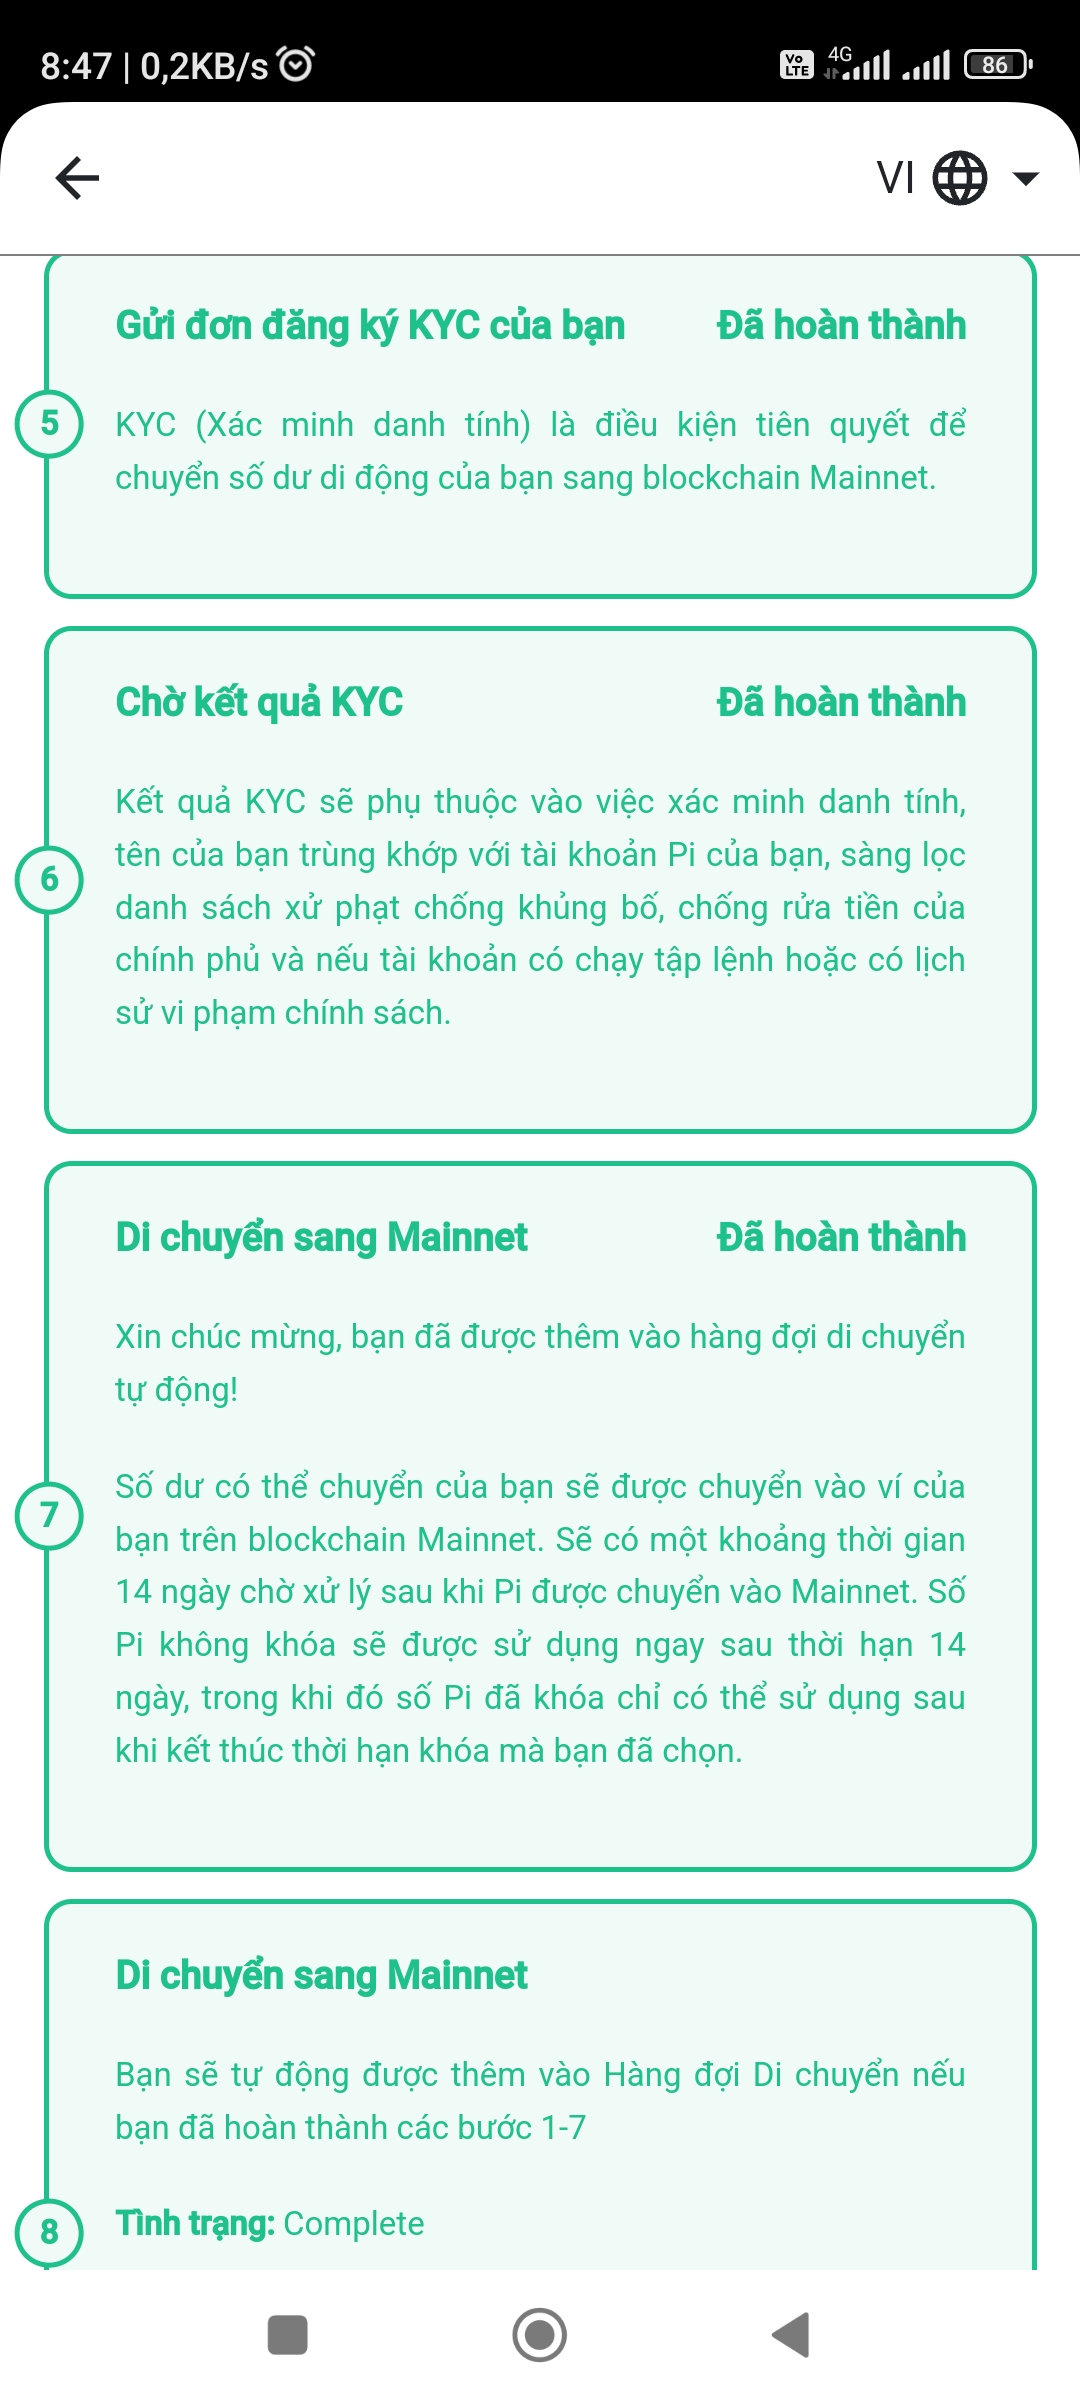 8:47 | 0,2KB/s
Vo LTE 4G 86
VI
Gửi đơn đăng ký KYC của bạn Đã hoàn thành
5
KYC (Xác minh danh tính) là điều kiện tiên quyết để
chuyển số dư di động của bạn sang blockchain Mainnet.
Chờ kết quả KYC Đã hoàn thành
Kết quả KYC sẽ phụ thuộc vào việc xác minh danh tính,
tên của bạn trùng khớp với tài khoản Pi của bạn, sàng lọc
6
danh sách xử phạt chống khủng bố, chống rửa tiền của
chính phủ và nếu tài khoản có chạy tập lệnh hoặc có lịch
sử vi phạm chính sách.
Di chuyển sang Mainnet Đã hoàn thành
Xin chúc mừng, bạn đã được thêm vào hàng đợi di chuyển
tự động!
Số dư có thể chuyển của bạn sẽ được chuyển vào ví của
7
bạn trên blockchain Mainnet. Sẽ có một khoảng thời gian
14 ngày chờ xử lý sau khi Pi được chuyển vào Mainnet. Số
Pi không khóa sẽ được sử dụng ngay sau thời hạn 14
ngày, trong khi đó số Pi đã khóa chỉ có thể sử dụng sau
khi kết thúc thời hạn khóa mà bạn đã chọn.
Di chuyển sang Mainnet
Bạn sẽ tự động được thêm vào Hàng đợi Di chuyển nếu
bạn đã hoàn thành các bước 1-7
8
Tình trạng: Complete